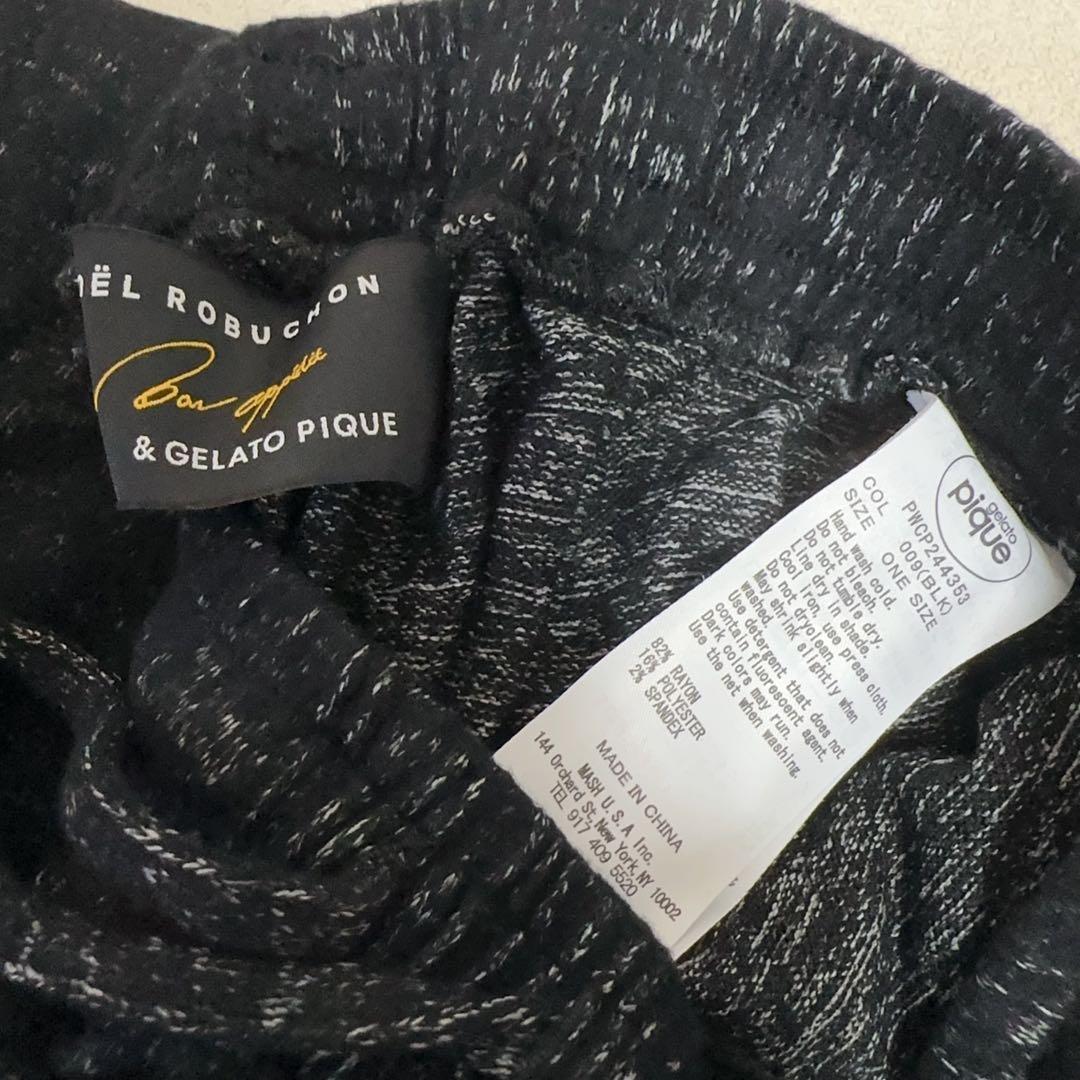 OËL ROBUCHON
Bon appétit
& GELATO PIQUE
gelato
pique
PWCP244353
COL 009(BLK)
SIZE ONE SIZE
Hand wash cold.
Do not bleach.
Do not tumble dry.
Line dry in shade.
Cool Iron, use press cloth.
Do not dryclean.
May shrink slightly when
washed.
Use detergent that does not
contain fluorescent agent.
Dark colors may run.
Use the net when washing.
82% RAYON
16% POLYESTER
2% SPANDEX
MADE IN CHINA
MASH U.S.A Inc.
144 Orchard St, New York, NY 10002
TEL 917 409 5520